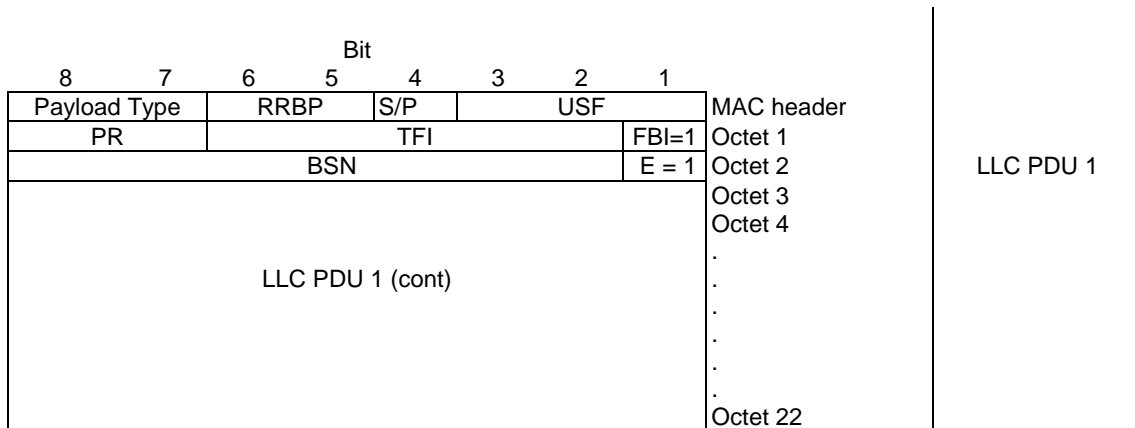 Bit
8 7 6 5 4 3 2 1
Payload Type RRBP S/P USF MAC header
PR TFI FBI=1 Octet 1
BSN E = 1 Octet 2 LLC PDU 1
Octet 3
Octet 4
.
LLC PDU 1 (cont) .
.
.
.
.
Octet 22